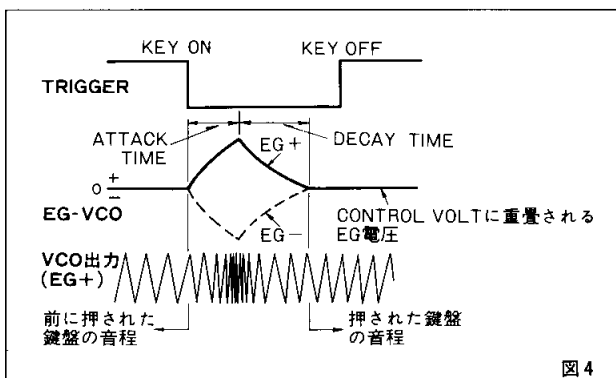 KEY ON
KEY OFF
TRIGGER
ATTACK
TIME
DECAY TIME
EG+
0
+
−
EG-VCO
EG−
CONTROL VOLTに重畳される
EG電圧
VCO出力
(EG+)
前に押された
鍵盤の音程
押された鍵盤
の音程
図4